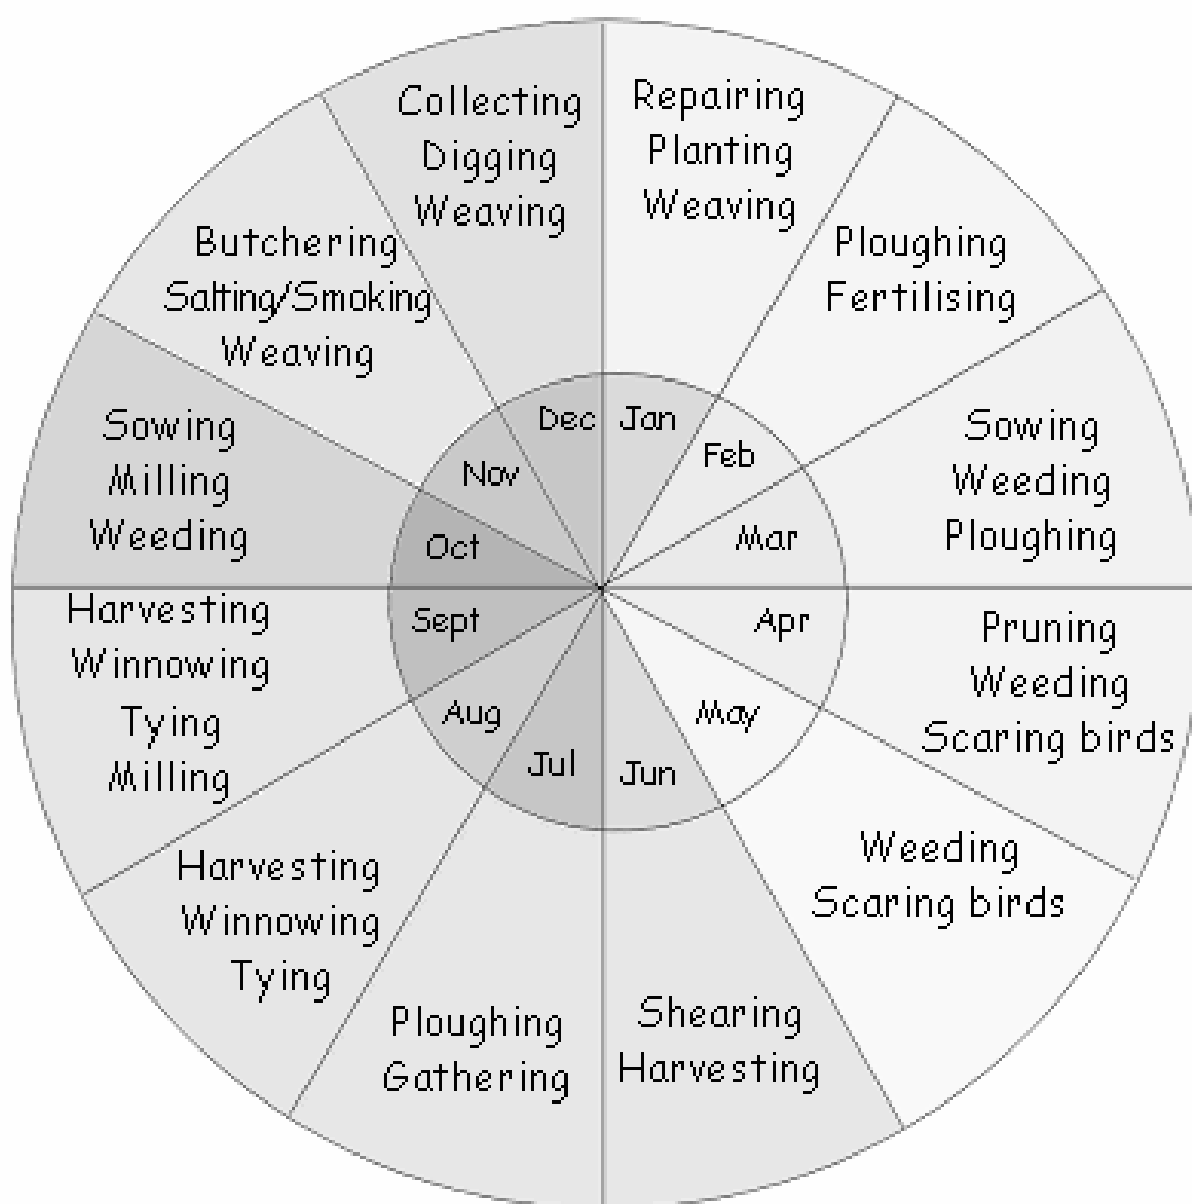 Repairing
Planting
Weaving
Ploughing
Fertilising
Sowing
Weeding
Ploughing
Pruning
Weeding
Scaring birds
Weeding
Scaring birds
Shearing
Harvesting
Ploughing
Gathering
Harvesting
Winnowing
Tying
Harvesting
Winnowing
Tying
Milling
Sowing
Milling
Weeding
Butchering
Salting/Smoking
Weaving
Collecting
Digging
Weaving
Jan
Feb
Mar
Apr
May
Jun
Jul
Aug
Sept
Oct
Nov
Dec